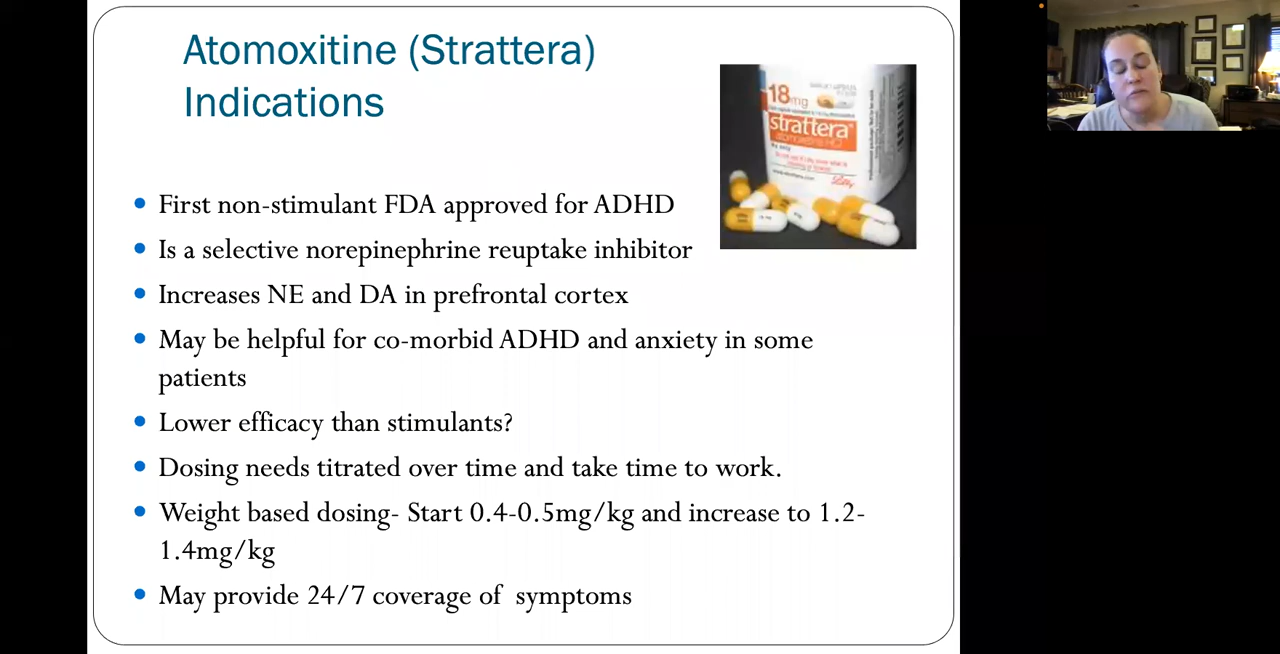 Atomoxitine (Strattera)
Indications
18mg
strattera
Lilly
First non-stimulant FDA approved for ADHD
Is a selective norepinephrine reuptake inhibitor
Increases NE and DA in prefrontal cortex
May be helpful for co-morbid ADHD and anxiety in some
patients
Lower efficacy than stimulants?
Dosing needs titrated over time and take time to work.
Weight based dosing- Start 0.4-0.5mg/kg and increase to 1.2-
1.4mg/kg
May provide 24/7 coverage of symptoms